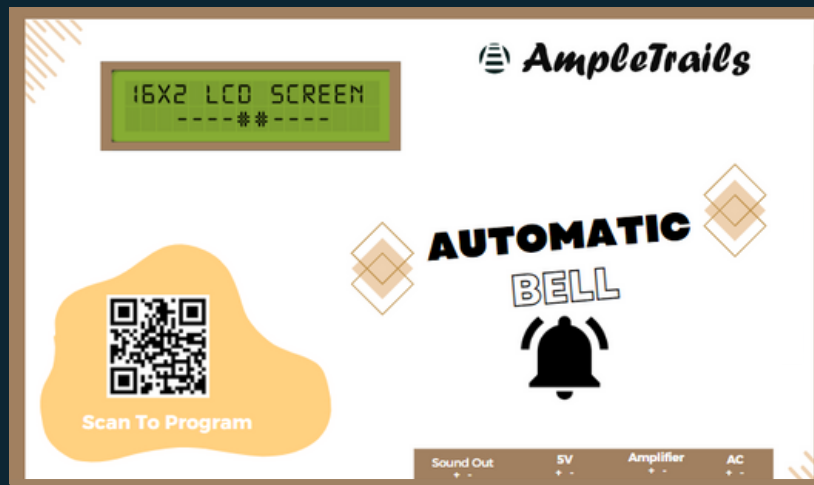 AmpleTrails
16X2 LCD SCREEN
----##----
AUTOMATIC
BELL
Scan To Program
Sound Out 5V Amplifier AC
+ - + - + - + -